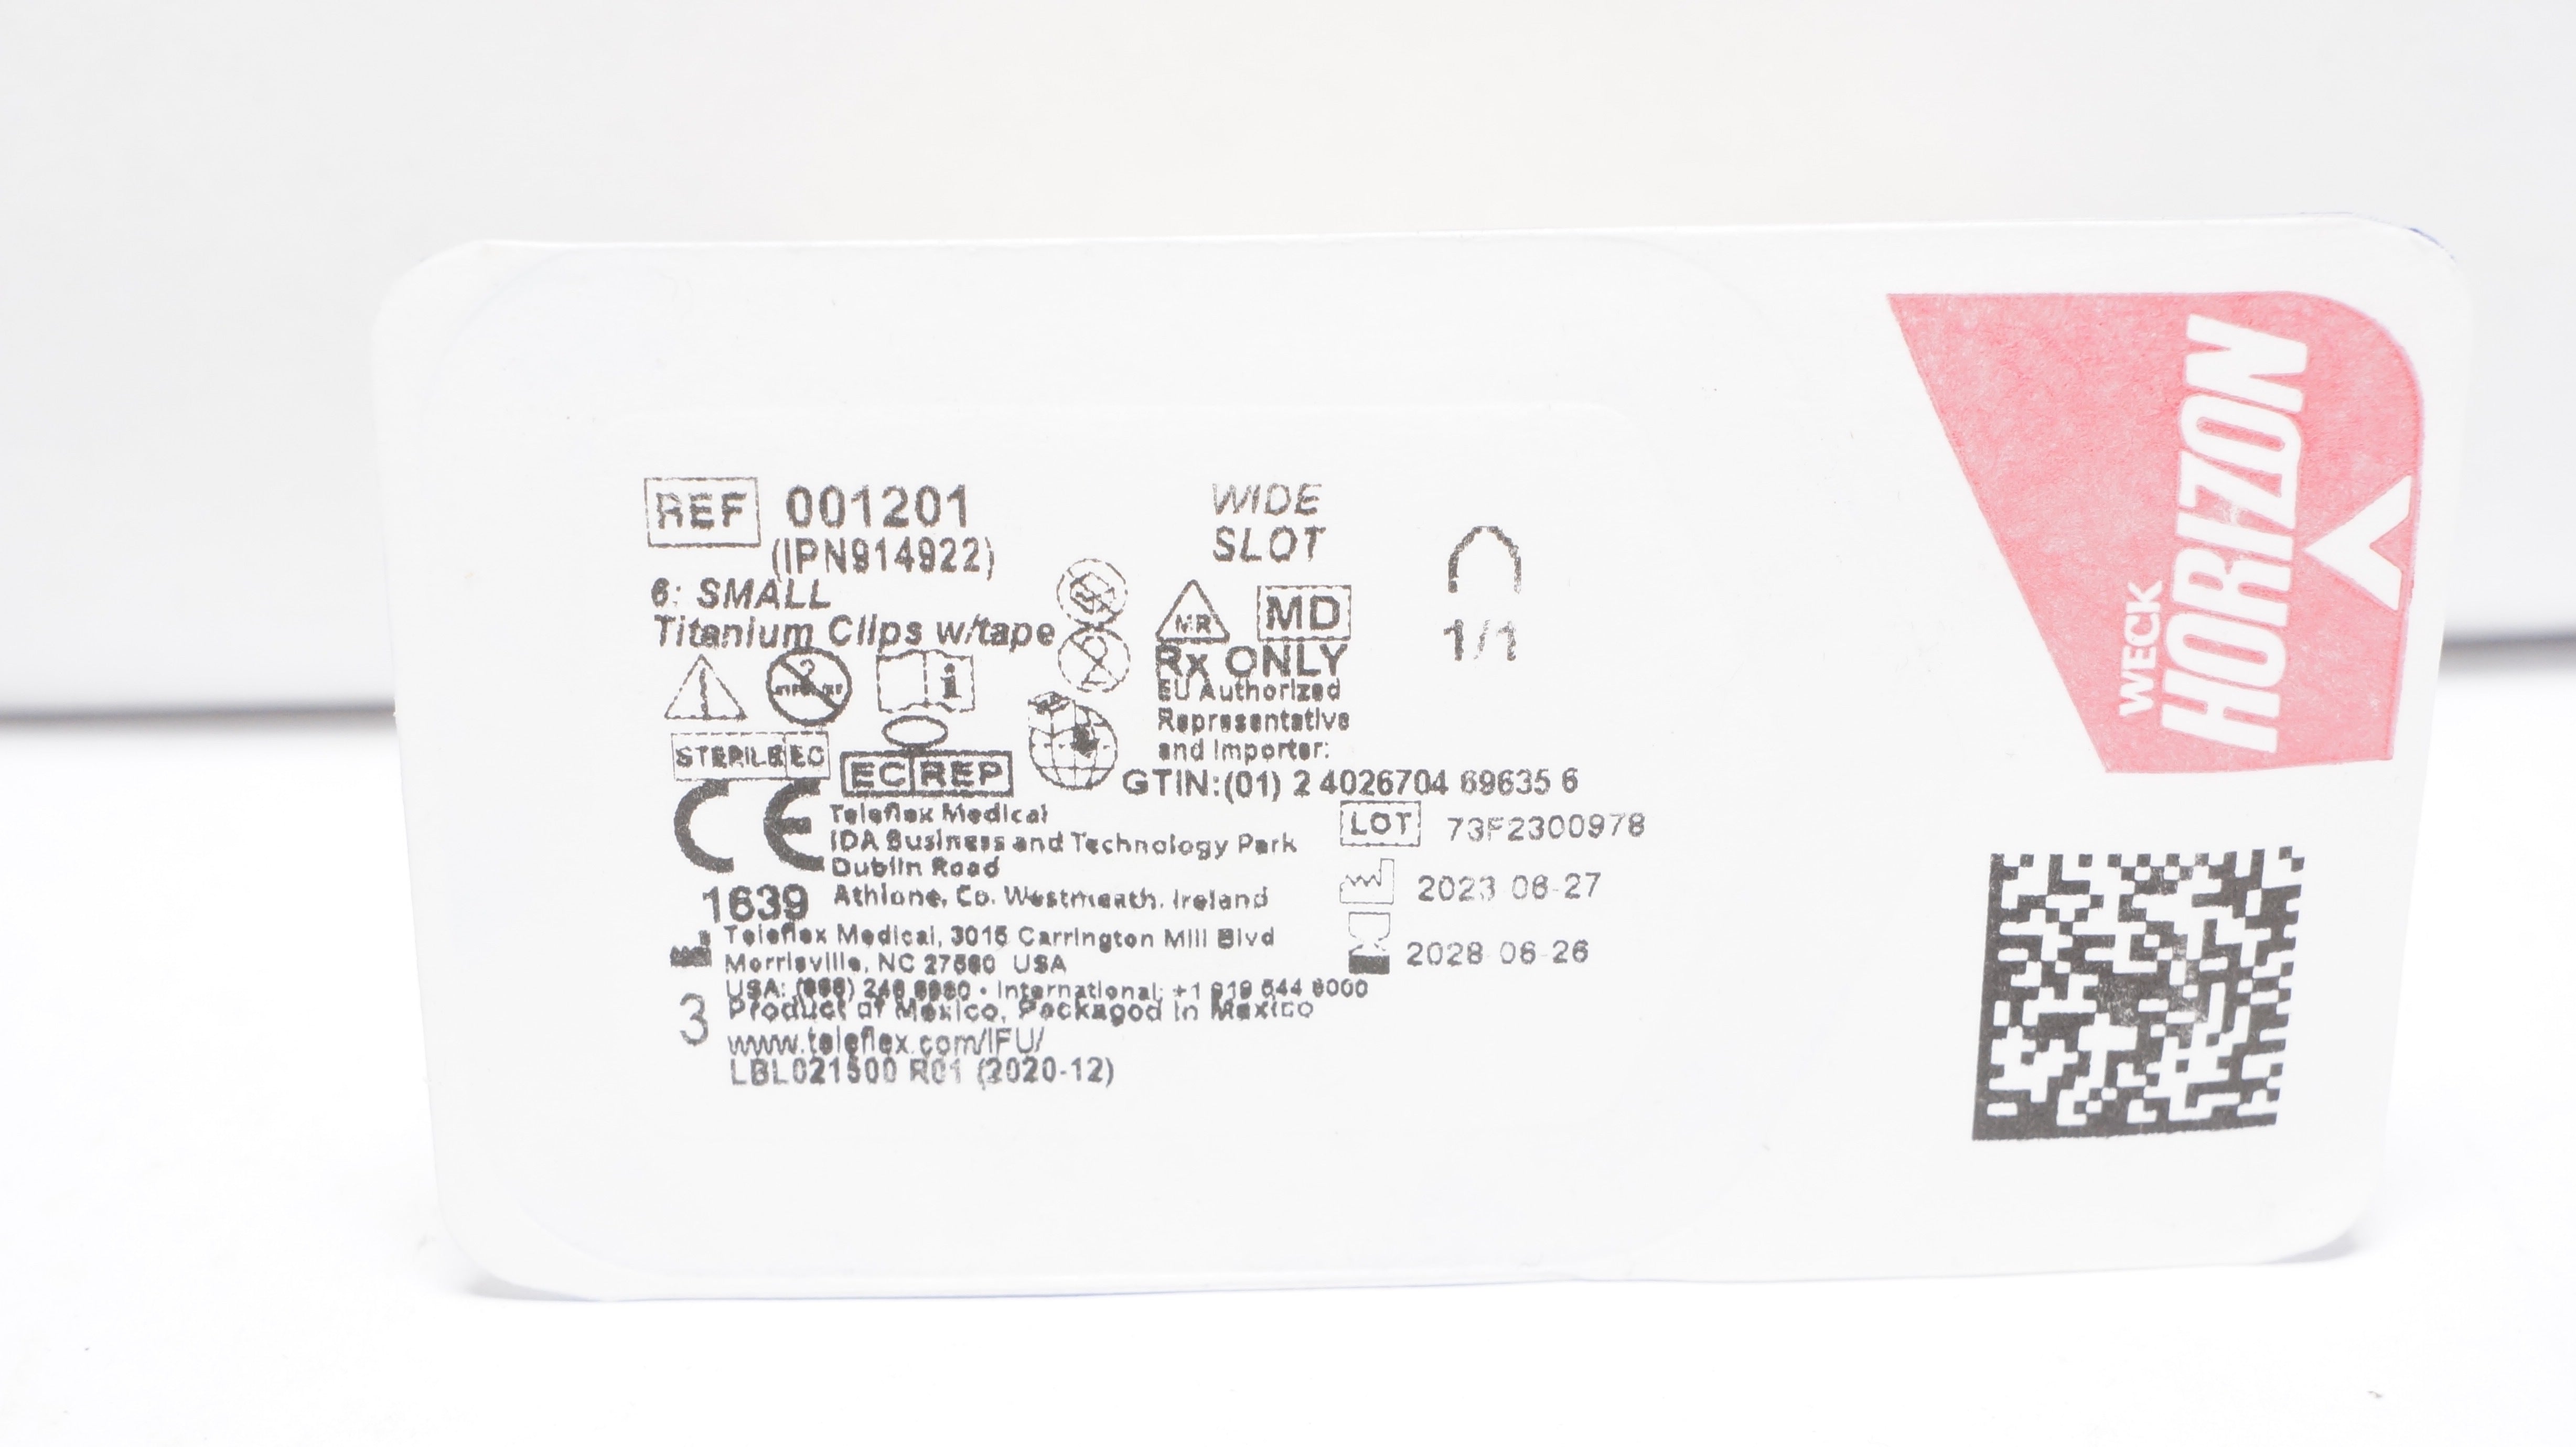 REF 001201
(IPN914922)
6: SMALL
Titanium Clips w/tape
WIDE
SLOT
1/1
MR
MD
Rx ONLY
EU Authorized
Representative
and Importer:
STERILE
EC REP
GTIN:(01) 2 4026704 69635 6
CE
1639
Teleflex Medical
IDA Business and Technology Park
Dublin Road
Athlone, Co. Westmeath, Ireland
LOT 73F2300978
2023-06-27
2028-06-26
Teleflex Medical, 3015 Carrington Mill Blvd
Morrisville, NC 27560 USA
USA: International: +1 919 544 8000
3
Product of Mexico, Packaged in Mexico
www.teleflex.com/IFU/
LBL021500 R01 (2020-12)
WECK
HORIZON